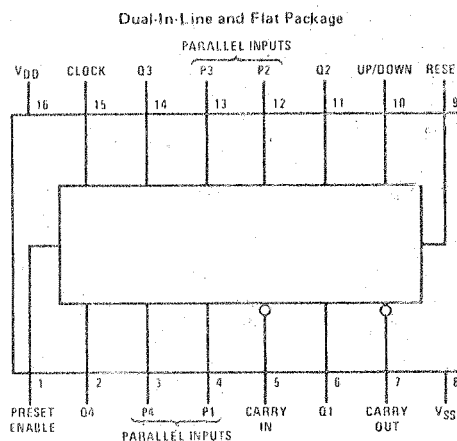 Dual-In-Line and Flat Package
PARALLEL INPUTS
VDD CLOCK Q3 P3 P2 Q2 UP/DOWN RESE
16 15 14 13 12 11 10 9
1 2 3 4 5 6 7 8
PRESET ENABLE Q4 P4 P1 CARRY IN Q1 CARRY OUT VSS
PARALLEL INPUTS